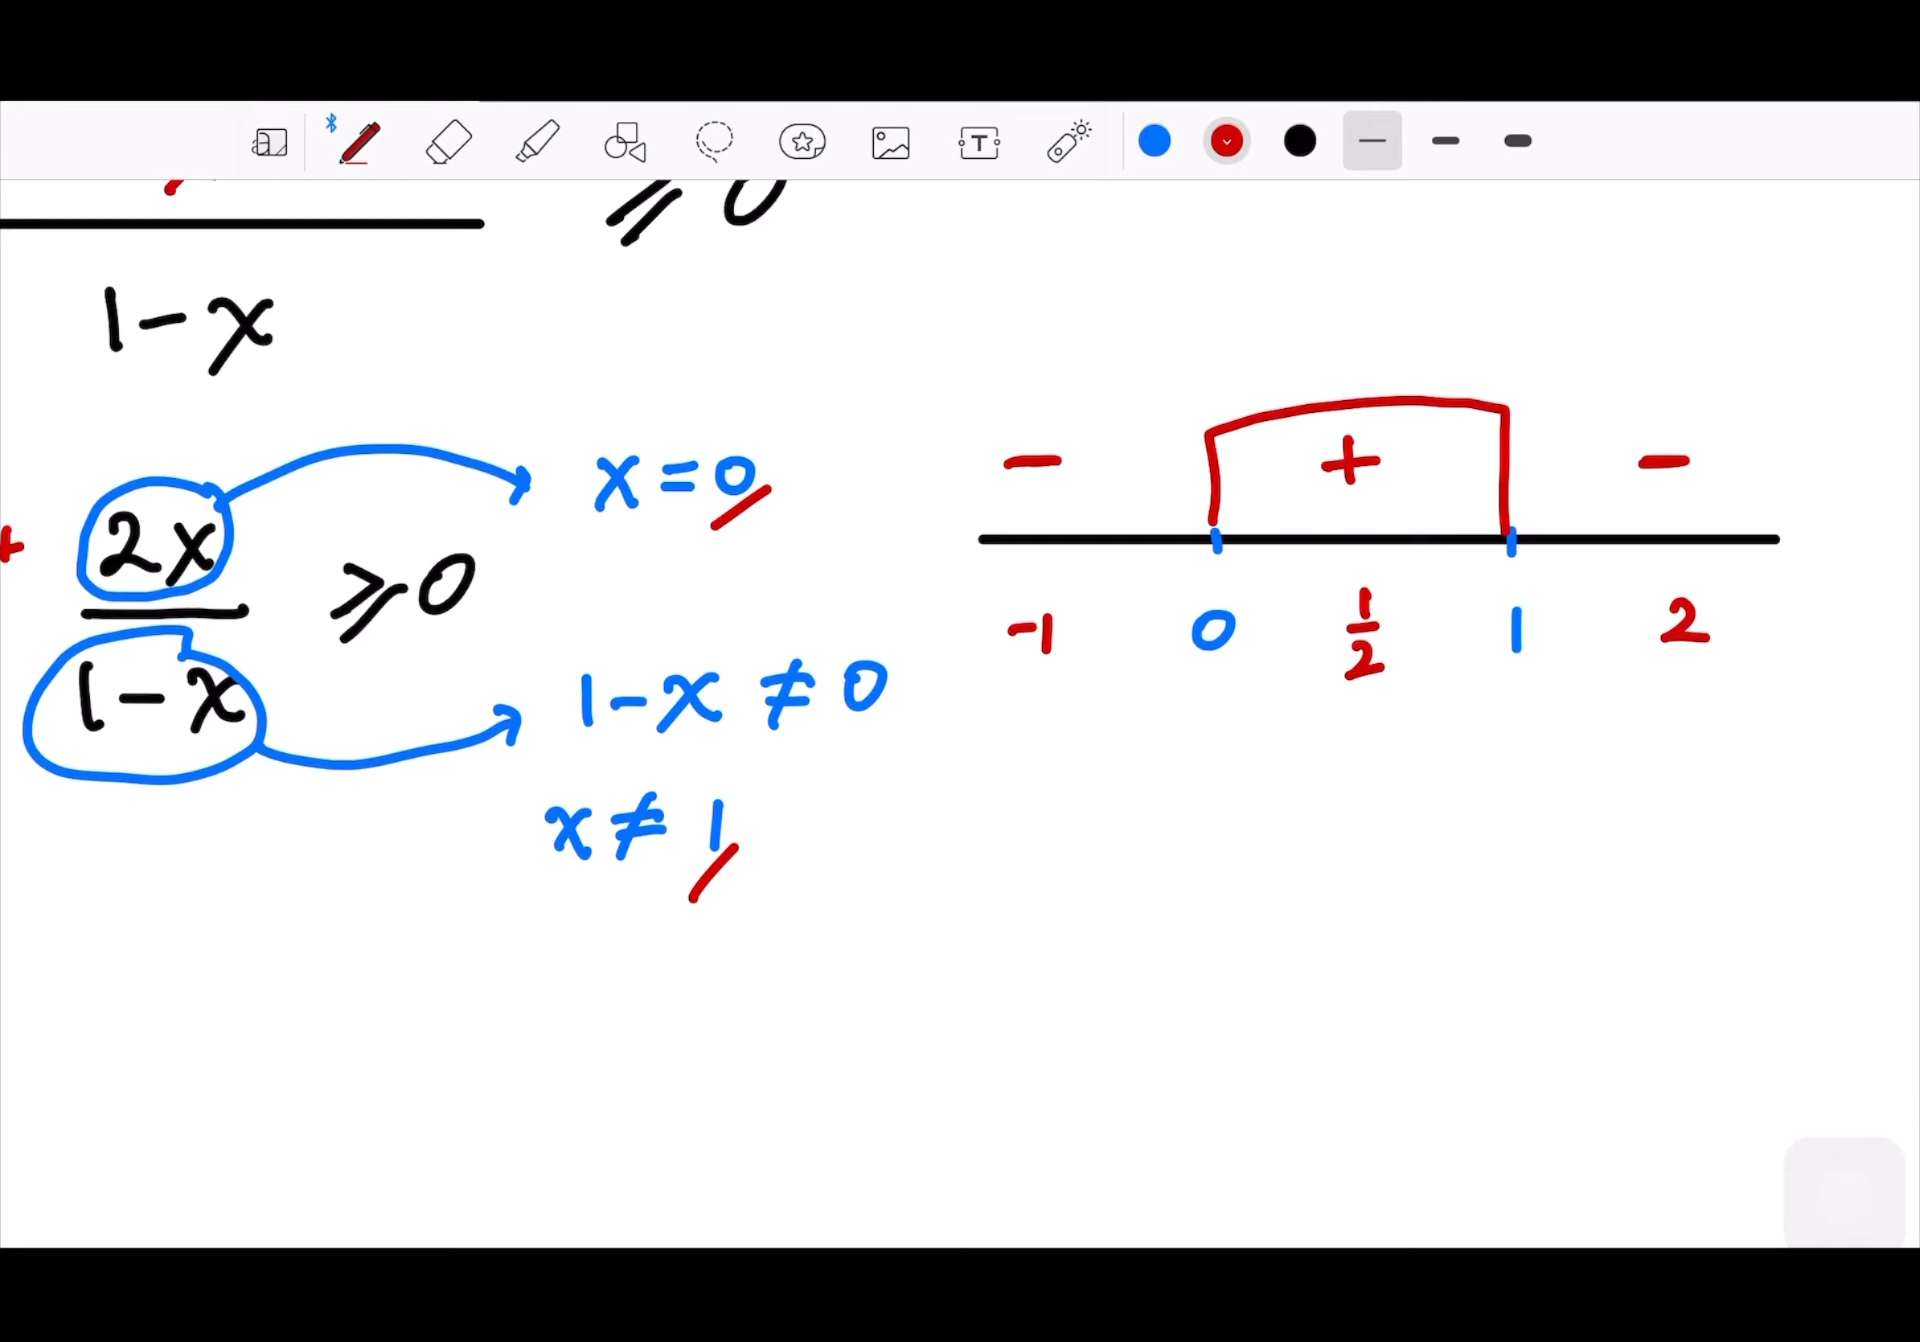 ≥ 0
1 - x
2x / 1 - x ≥ 0
x = 0
1 - x ≠ 0
x ≠ 1
- + -
-1 0 1/2 1 2